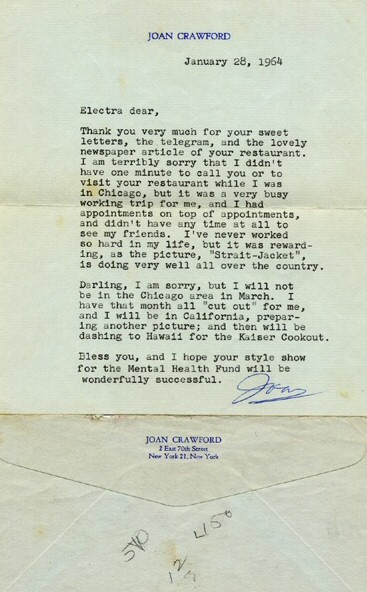 JOAN CRAWFORD
January 28, 1964
Electra dear,
Thank you very much for your sweet
letters, the telegram, and the lovely
newspaper article of your restaurant.
I am terribly sorry that I didn't
have one minute to call you or to
visit your restaurant while I was
in Chicago, but it was a very busy
working trip for me, and I had
appointments on top of appointments,
and didn't have any time at all to
see my friends.  I've never worked
so hard in my life, but it was reward-
ing, as the picture, "Strait-Jacket",
is doing very well all over the country.
Darling, I am sorry, but I will not
be in the Chicago area in March.  I
have that month all "cut out" for me,
and I will be in California, prepar-
ing another picture; and then will be
dashing to Hawaii for the Kaiser Cookout.
Bless you, and I hope your style show
for the Mental Health Fund will be
wonderfully successful.
Joan
JOAN CRAWFORD
2 East 70th Street
New York 21, New York